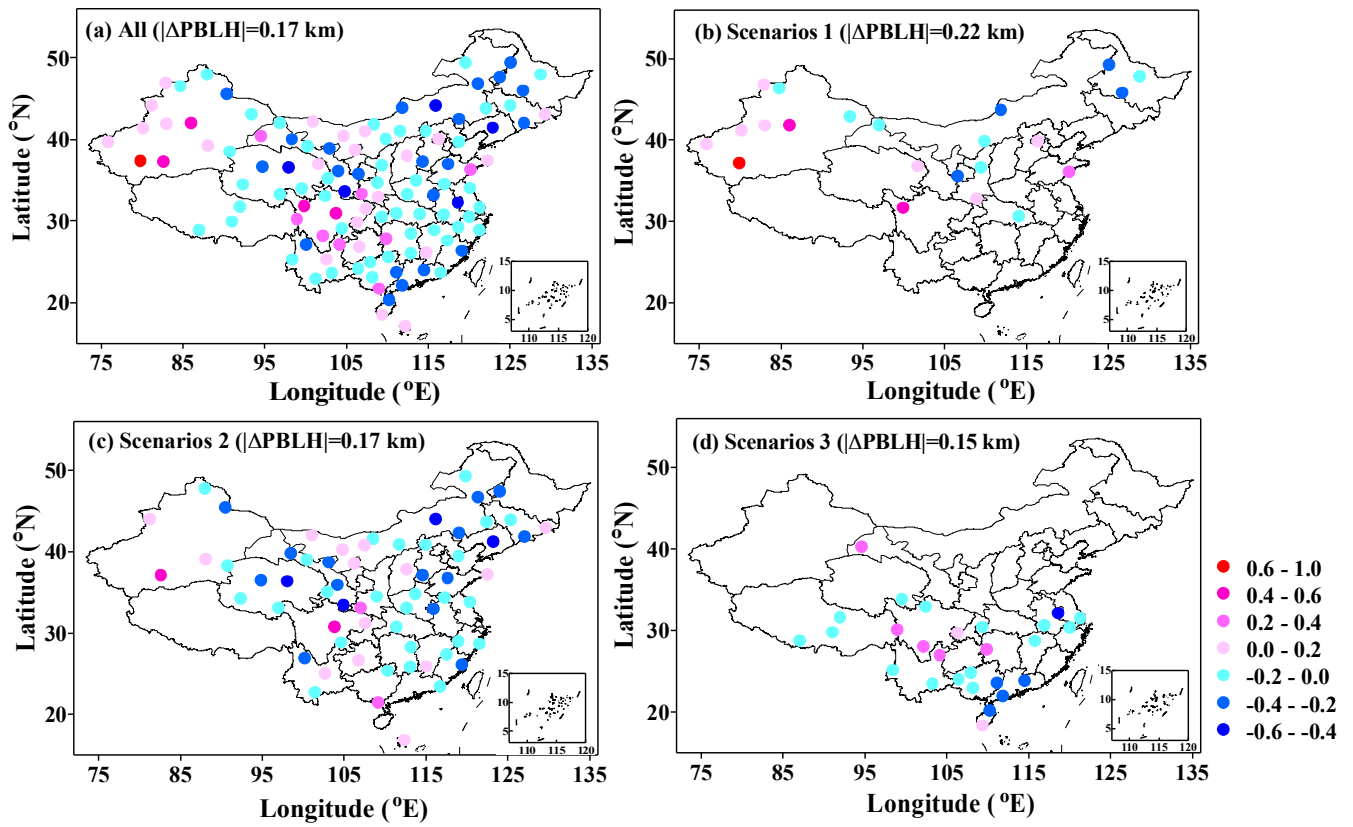 (a) All (|ΔPBLH|=0.17 km)
50
40
30
20
Latitude (°N)
15
10
5
110 115 120
75 85 95 105 115 125 135
Longitude (°E)
(b) Scenarios 1 (|ΔPBLH|=0.22 km)
50
40
30
20
Latitude (°N)
15
10
5
110 115 120
75 85 95 105 115 125 135
Longitude (°E)
(c) Scenarios 2 (|ΔPBLH|=0.17 km)
50
40
30
20
Latitude (°N)
15
10
5
110 115 120
75 85 95 105 115 125 135
Longitude (°E)
(d) Scenarios 3 (|ΔPBLH|=0.15 km)
50
40
30
20
Latitude (°N)
15
10
5
110 115 120
75 85 95 105 115 125 135
Longitude (°E)
0.6 - 1.0
0.4 - 0.6
0.2 - 0.4
0.0 - 0.2
-0.2 - 0.0
-0.4 - -0.2
-0.6 - -0.4